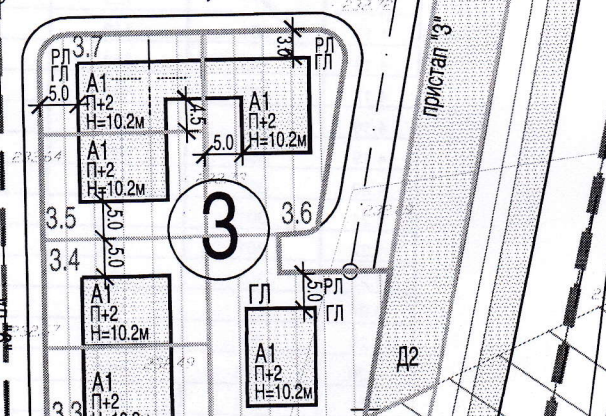 3.7
РЛ
ГЛ
5.0
А1
П+2
Н=10.2м
А1
П+2
Н=10.2м
4.5
5.0
А1
П+2
Н=10.2м
3.0
РЛ
ГЛ
пристап "3"
3
3.6
3.5
5.0
5.0
3.4
А1
П+2
Н=10.2м
5.0
РЛ
ГЛ
ГЛ
А1
П+2
Н=10.2м
А1
П+2
3.3
Д2